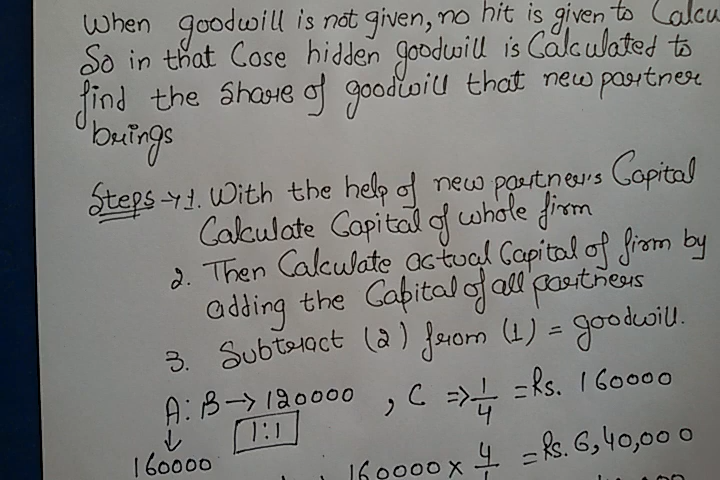 When goodwill is not given, no hit is given to Calcu
So in that Case hidden goodwill is Calculated to
find the share of goodwill that new partner
brings
Steps → 1. With the help of new partner's Capital
Calculate Capital of whole firm
2. Then Calculate actual Capital of firm by
adding the Capital of all partners
3. Subtract (2) from (1) = goodwill.
A : B → 120000 , C ⇒ 1/4 = Rs. 160000
↓ 1:1
160000
160000 × 4 = Rs. 6,40,000